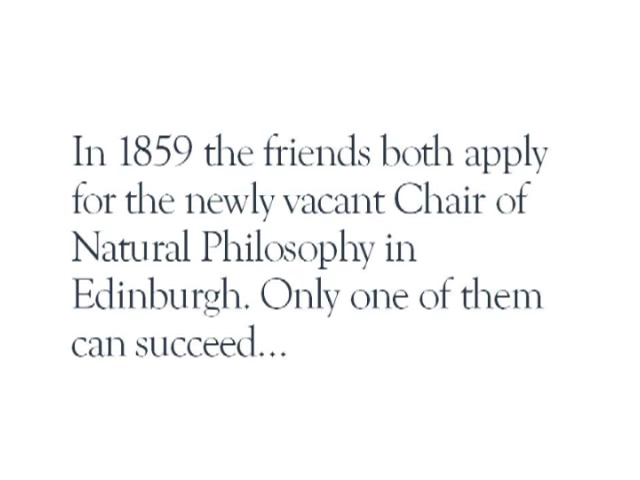 In 1859 the friends both apply
for the newly vacant Chair of
Natural Philosophy in
Edinburgh. Only one of them
can succeed...